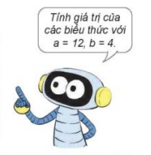 Tính giá trị của
các biểu thức với
a = 12, b = 4.